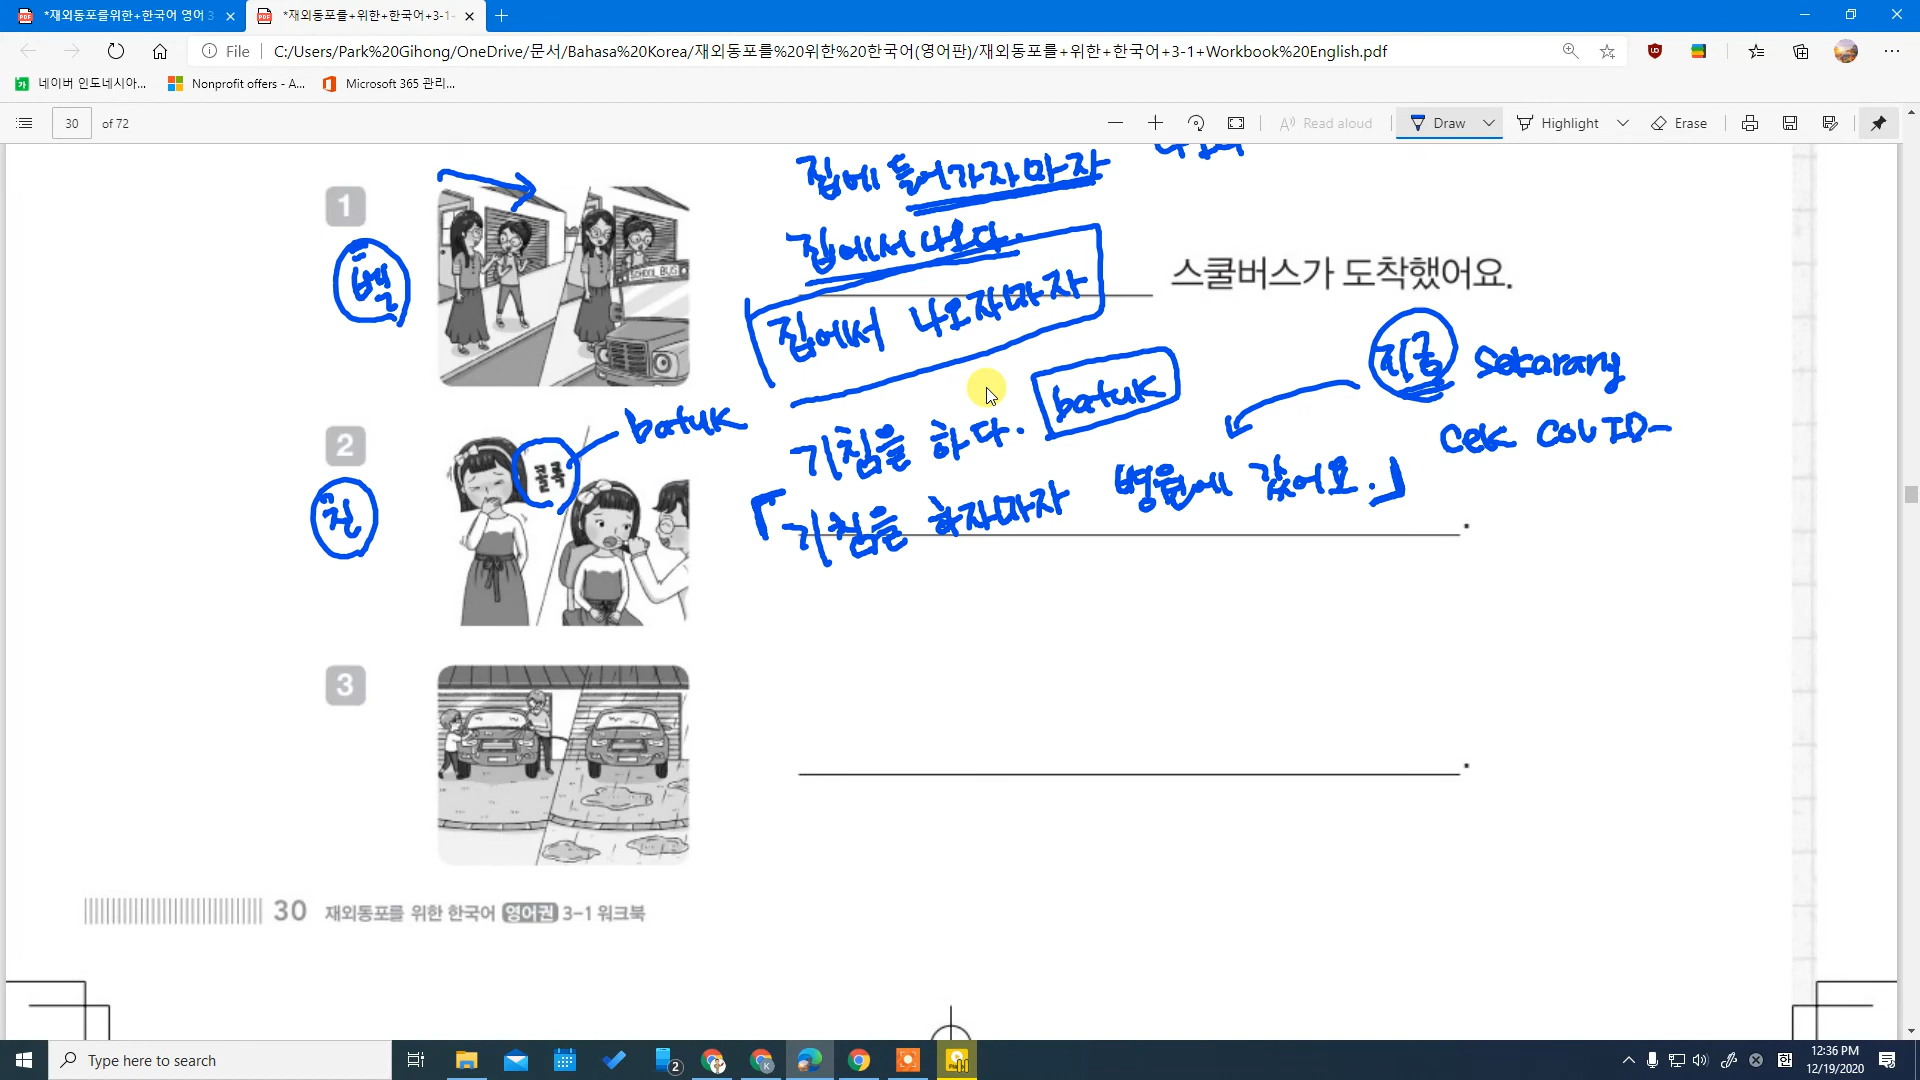 *재외동포를위한+한국어 영어 3
*재외동포를+위한+한국어+3-1-
File
C:/Users/Park%20Gihong/OneDrive/문서/Bahasa%20Korea/재외동포를%20위한%20한국어(영어판)/재외동포를+위한+한국어+3-1+Workbook%20English.pdf
네이버 인도네시아... Nonprofit offers - A... Microsoft 365 관리...
30 of 72
Read aloud Draw Highlight Erase
집에 들어가자마자
1
집에서 나오다.
SCHOOL BUS
스쿨버스가 도착했어요.
집에서 나오자마자
지금 sekarang
batuk
batuk
기침을 하다.
cek COVID-
2
콜록
기침을 하자마자 병원에 갔어요.
3
30 재외동포를 위한 한국어 영어권 3-1 워크북
Type here to search
2
12:36 PM
12/19/2020